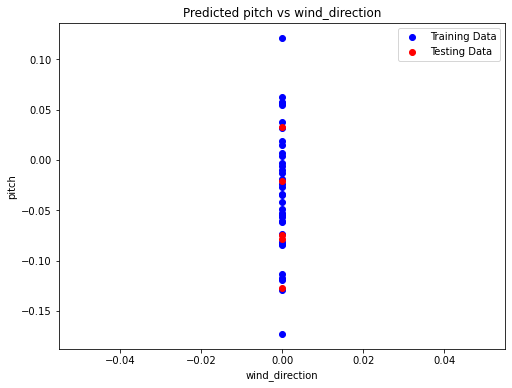 Predicted pitch vs wind_direction
Training Data
Testing Data
pitch
0.10
0.05
0.00
−0.05
−0.10
−0.15
−0.04
−0.02
0.00
0.02
0.04
wind_direction